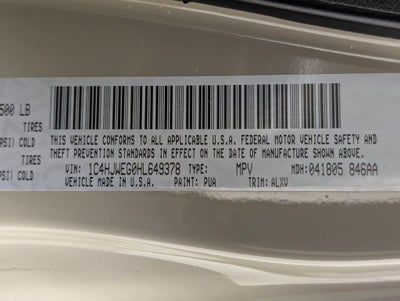 500 LB
TIRES
PSI) COLD
TIRES
PSI) COLD
THIS VEHICLE CONFORMS TO ALL APPLICABLE U.S.A. FEDERAL MOTOR VEHICLE SAFETY AND
THEFT PREVENTION STANDARDS IN EFFECT ON THE DATE OF MANUFACTURE SHOWN ABOVE.
VIN: 1C4HJWEG0HL649378 TYPE: MPV MDH: 041805 846AA
VEHICLE MADE IN U.S.A. PAINT: PUA TRIM: ALXV